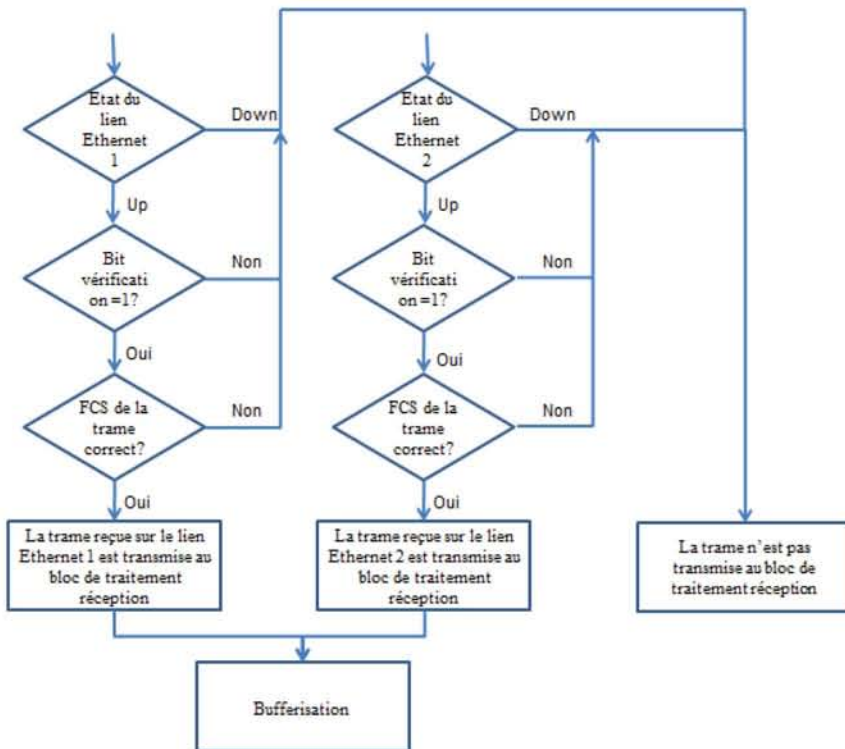 Etat du
lien
Ethernet
1
Down
Up
Bit
vérificati
on =1?
Non
Oui
FCS de la
trame
correct?
Non
Oui
La trame reçue sur le lien
Ethernet 1 est transmise au
bloc de traitement
réception
Etat du
lien
Ethernet
2
Down
Up
Bit
vérificati
on =1?
Non
Oui
FCS de la
trame
correct?
Non
Oui
La trame reçue sur le lien
Ethernet 2 est transmise au
bloc de traitement
réception
La trame n'est pas
transmise au bloc de
traitement réception
Bufferisation